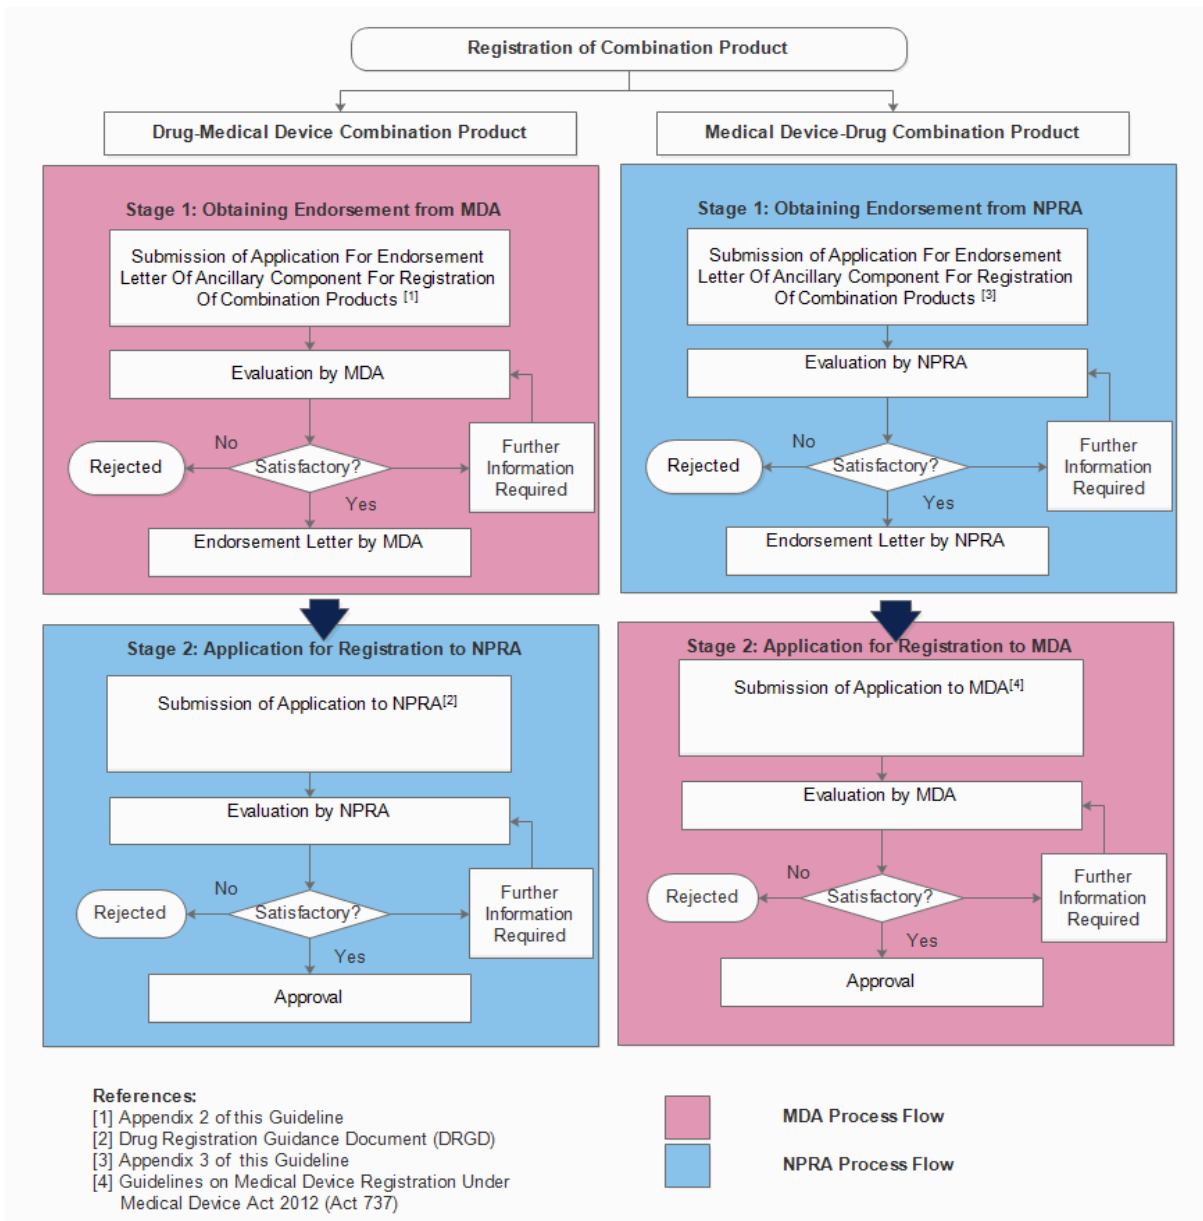 Registration of Combination Product
Drug-Medical Device Combination Product
Medical Device-Drug Combination Product
Stage 1: Obtaining Endorsement from MDA
Submission of Application For Endorsement
Letter Of Ancillary Component For Registration
Of Combination Products [1]
Evaluation by MDA
No
Rejected
Satisfactory?
Further
Information
Required
Yes
Endorsement Letter by MDA
Stage 2: Application for Registration to NPRA
Submission of Application to NPRA[2]
Evaluation by NPRA
No
Rejected
Satisfactory?
Further
Information
Required
Yes
Approval
Stage 1: Obtaining Endorsement from NPRA
Submission of Application For Endorsement
Letter Of Ancillary Component For Registration
Of Combination Products [3]
Evaluation by NPRA
No
Rejected
Satisfactory?
Further
Information
Required
Yes
Endorsement Letter by NPRA
Stage 2: Application for Registration to MDA
Submission of Application to MDA[4]
Evaluation by MDA
No
Rejected
Satisfactory?
Further
Information
Required
Yes
Approval
References:
[1] Appendix 2 of this Guideline
[2] Drug Registration Guidance Document (DRGD)
[3] Appendix 3 of this Guideline
[4] Guidelines on Medical Device Registration Under
Medical Device Act 2012 (Act 737)
MDA Process Flow
NPRA Process Flow